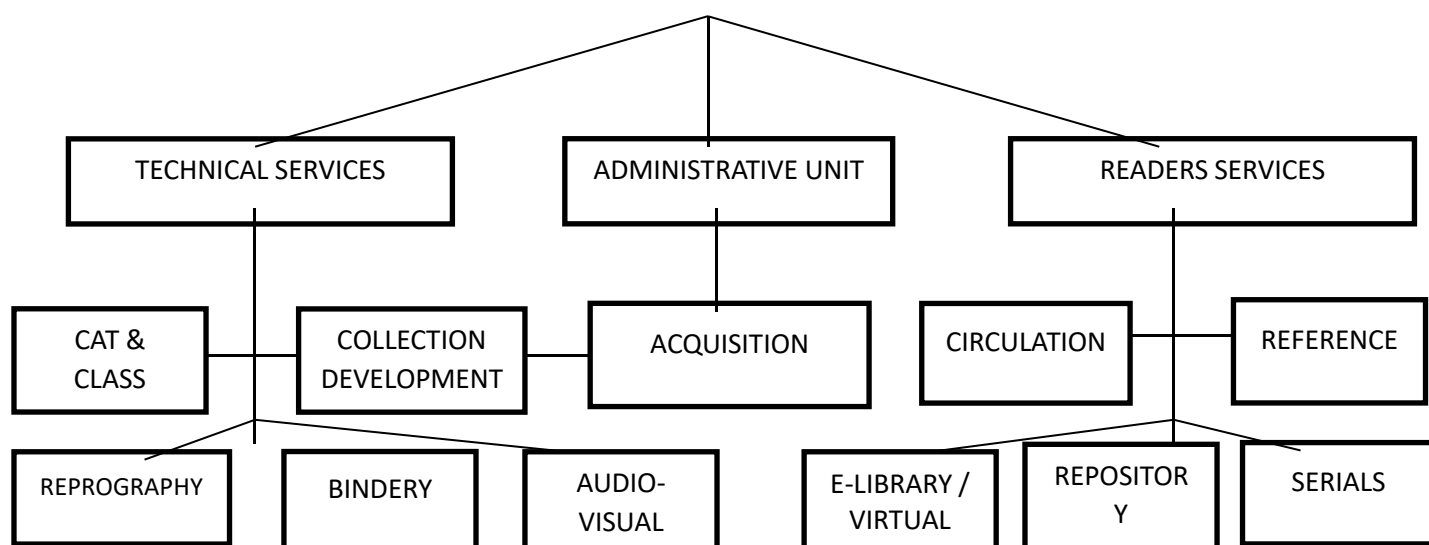 TECHNICAL SERVICES
ADMINISTRATIVE UNIT
READERS SERVICES
CAT &
CLASS
COLLECTION
DEVELOPMENT
ACQUISITION
CIRCULATION
REFERENCE
REPROGRAPHY
BINDERY
AUDIO-
VISUAL
E-LIBRARY /
VIRTUAL
REPOSITOR
Y
SERIALS